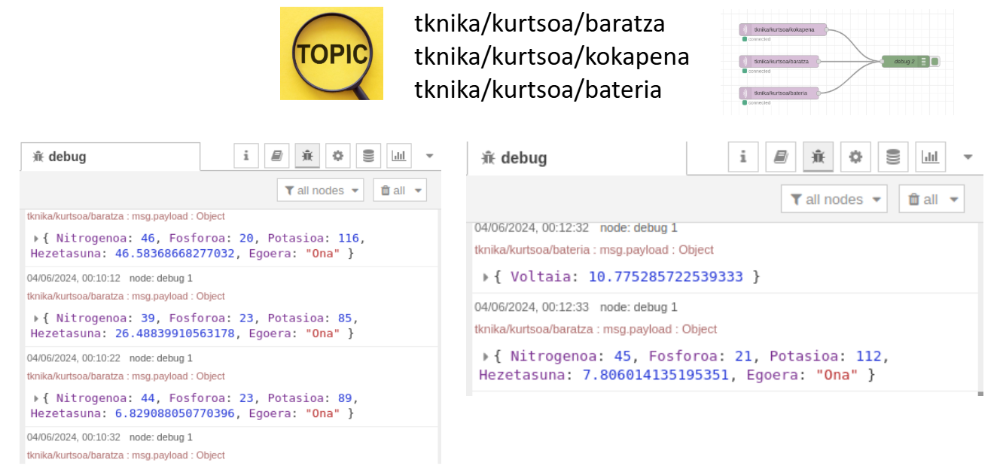 TOPIC
tknika/kurtsoa/baratza
tknika/kurtsoa/kokapena
tknika/kurtsoa/bateria
tknika/kurtsoa/kokapena
connected
tknika/kurtsoa/baratza
connected
tknika/kurtsoa/bateria
connected
debug 2
debug
all nodes
all
tknika/kurtsoa/baratza : msg.payload : Object
{ Nitrogenoa: 46, Fosforoa: 20, Potasioa: 116,
Hezetasuna: 46.58368668277032, Egoera: "Ona" }
04/06/2024, 00:10:12 node: debug 1
tknika/kurtsoa/baratza : msg.payload : Object
{ Nitrogenoa: 39, Fosforoa: 23, Potasioa: 85,
Hezetasuna: 26.48839910563178, Egoera: "Ona" }
04/06/2024, 00:10:22 node: debug 1
tknika/kurtsoa/baratza : msg.payload : Object
{ Nitrogenoa: 44, Fosforoa: 23, Potasioa: 89,
Hezetasuna: 6.829088050770396, Egoera: "Ona" }
04/06/2024, 00:10:32 node: debug 1
tknika/kurtsoa/baratza : msg.payload : Object
debug
all nodes
all
04/06/2024, 00:12:32 node: debug 1
tknika/kurtsoa/bateria : msg.payload : Object
{ Voltaia: 10.775285722539333 }
04/06/2024, 00:12:33 node: debug 1
tknika/kurtsoa/baratza : msg.payload : Object
{ Nitrogenoa: 45, Fosforoa: 21, Potasioa: 112,
Hezetasuna: 7.806014135195351, Egoera: "Ona" }